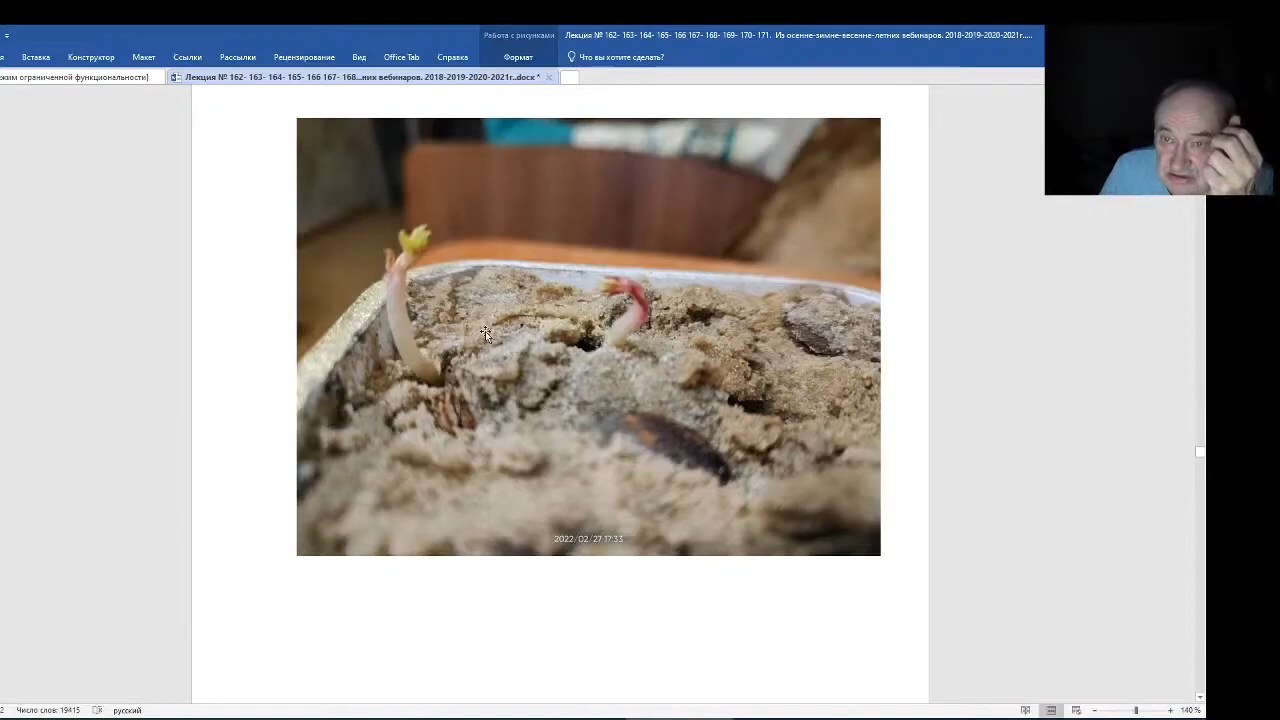 Работа с рисунками
Лекция № 162- 163- 164- 165- 166 167- 168- 169- 170- 171. Из осенне-зимне-весенне-летних вебинаров. 2018-2019-2020-2021г.....
Вставка Конструктор Макет Ссылки Рассылки Рецензирование Вид Office Tab Справка Формат Что вы хотите сделать?
ограниченной функциональности] Лекция № 162- 163- 164- 165- 166 167- 168...них вебинаров. 2018-2019-2020-2021г..docx *
2022/02/27 17:33
2 Число слов: 19415 русский 140 %